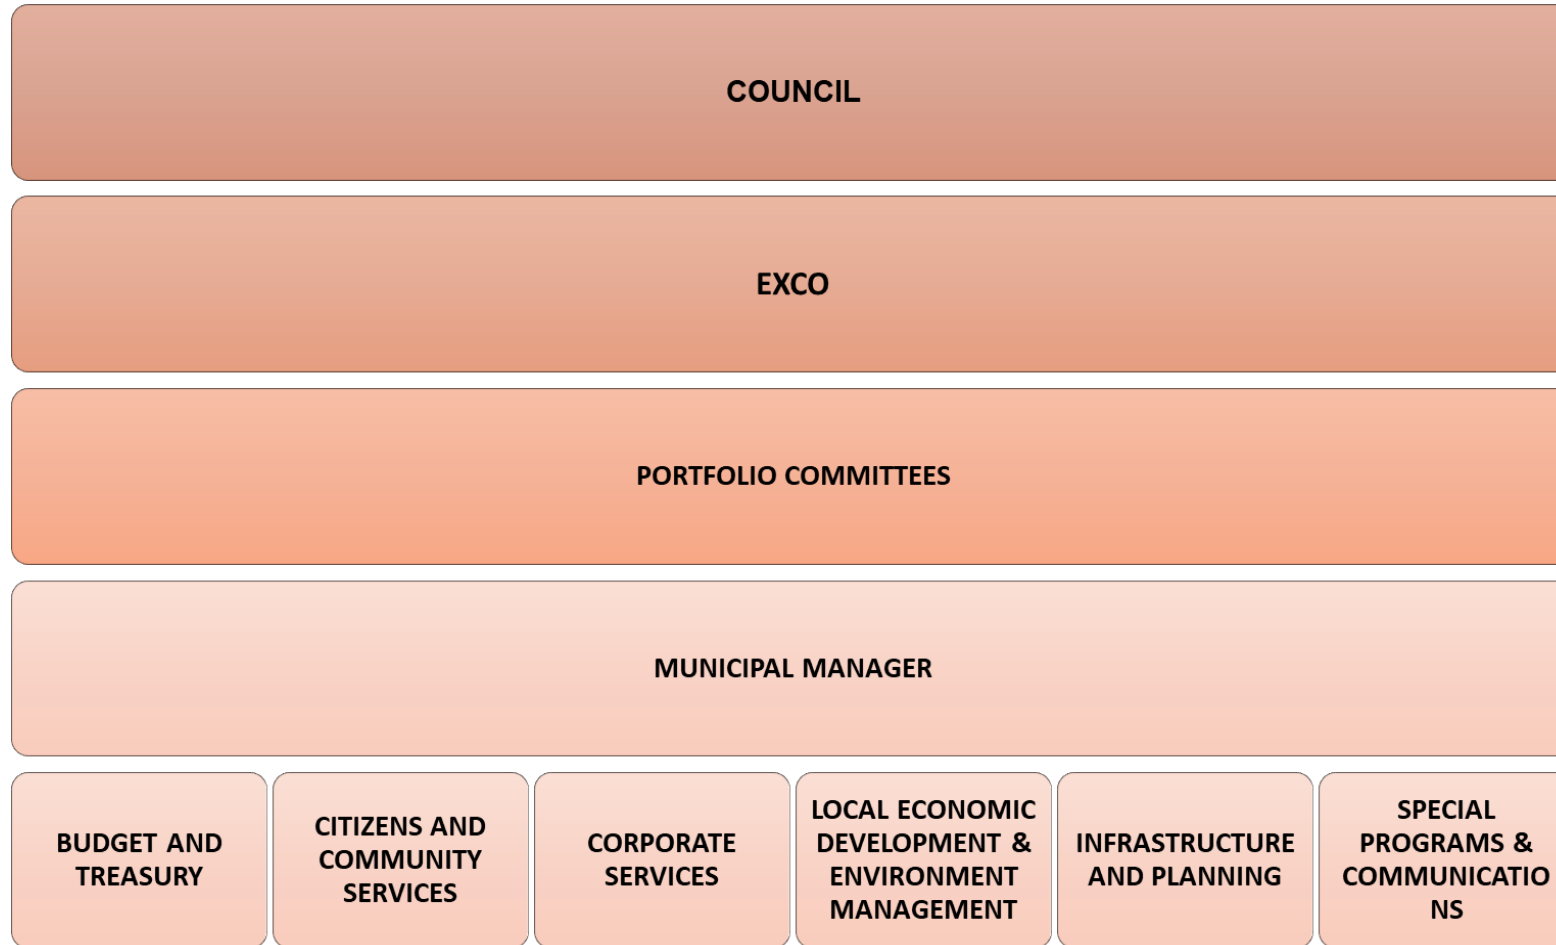 COUNCIL
EXCO
PORTFOLIO COMMITTEES
MUNICIPAL MANAGER
BUDGET AND
TREASURY
CITIZENS AND
COMMUNITY
SERVICES
CORPORATE
SERVICES
LOCAL ECONOMIC
DEVELOPMENT &
ENVIRONMENT
MANAGEMENT
INFRASTRUCTURE
AND PLANNING
SPECIAL
PROGRAMS &
COMMUNICATIO
NS